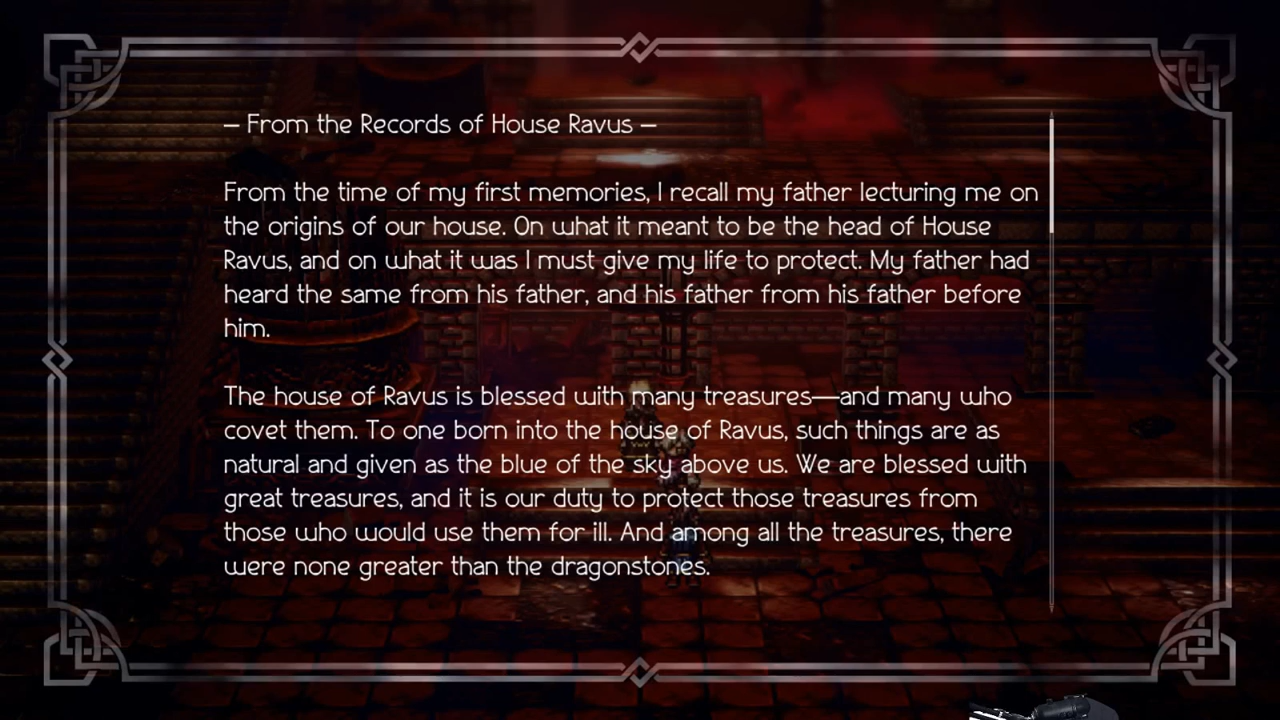 — From the Records of House Ravus —
From the time of my first memories, I recall my father lecturing me on
the origins of our house. On what it meant to be the head of House
Ravus, and on what it was I must give my life to protect. My father had
heard the same from his father, and his father from his father before
him.
The house of Ravus is blessed with many treasures—and many who
covet them. To one born into the house of Ravus, such things are as
natural and given as the blue of the sky above us. We are blessed with
great treasures, and it is our duty to protect those treasures from
those who would use them for ill. And among all the treasures, there
were none greater than the dragonstones.